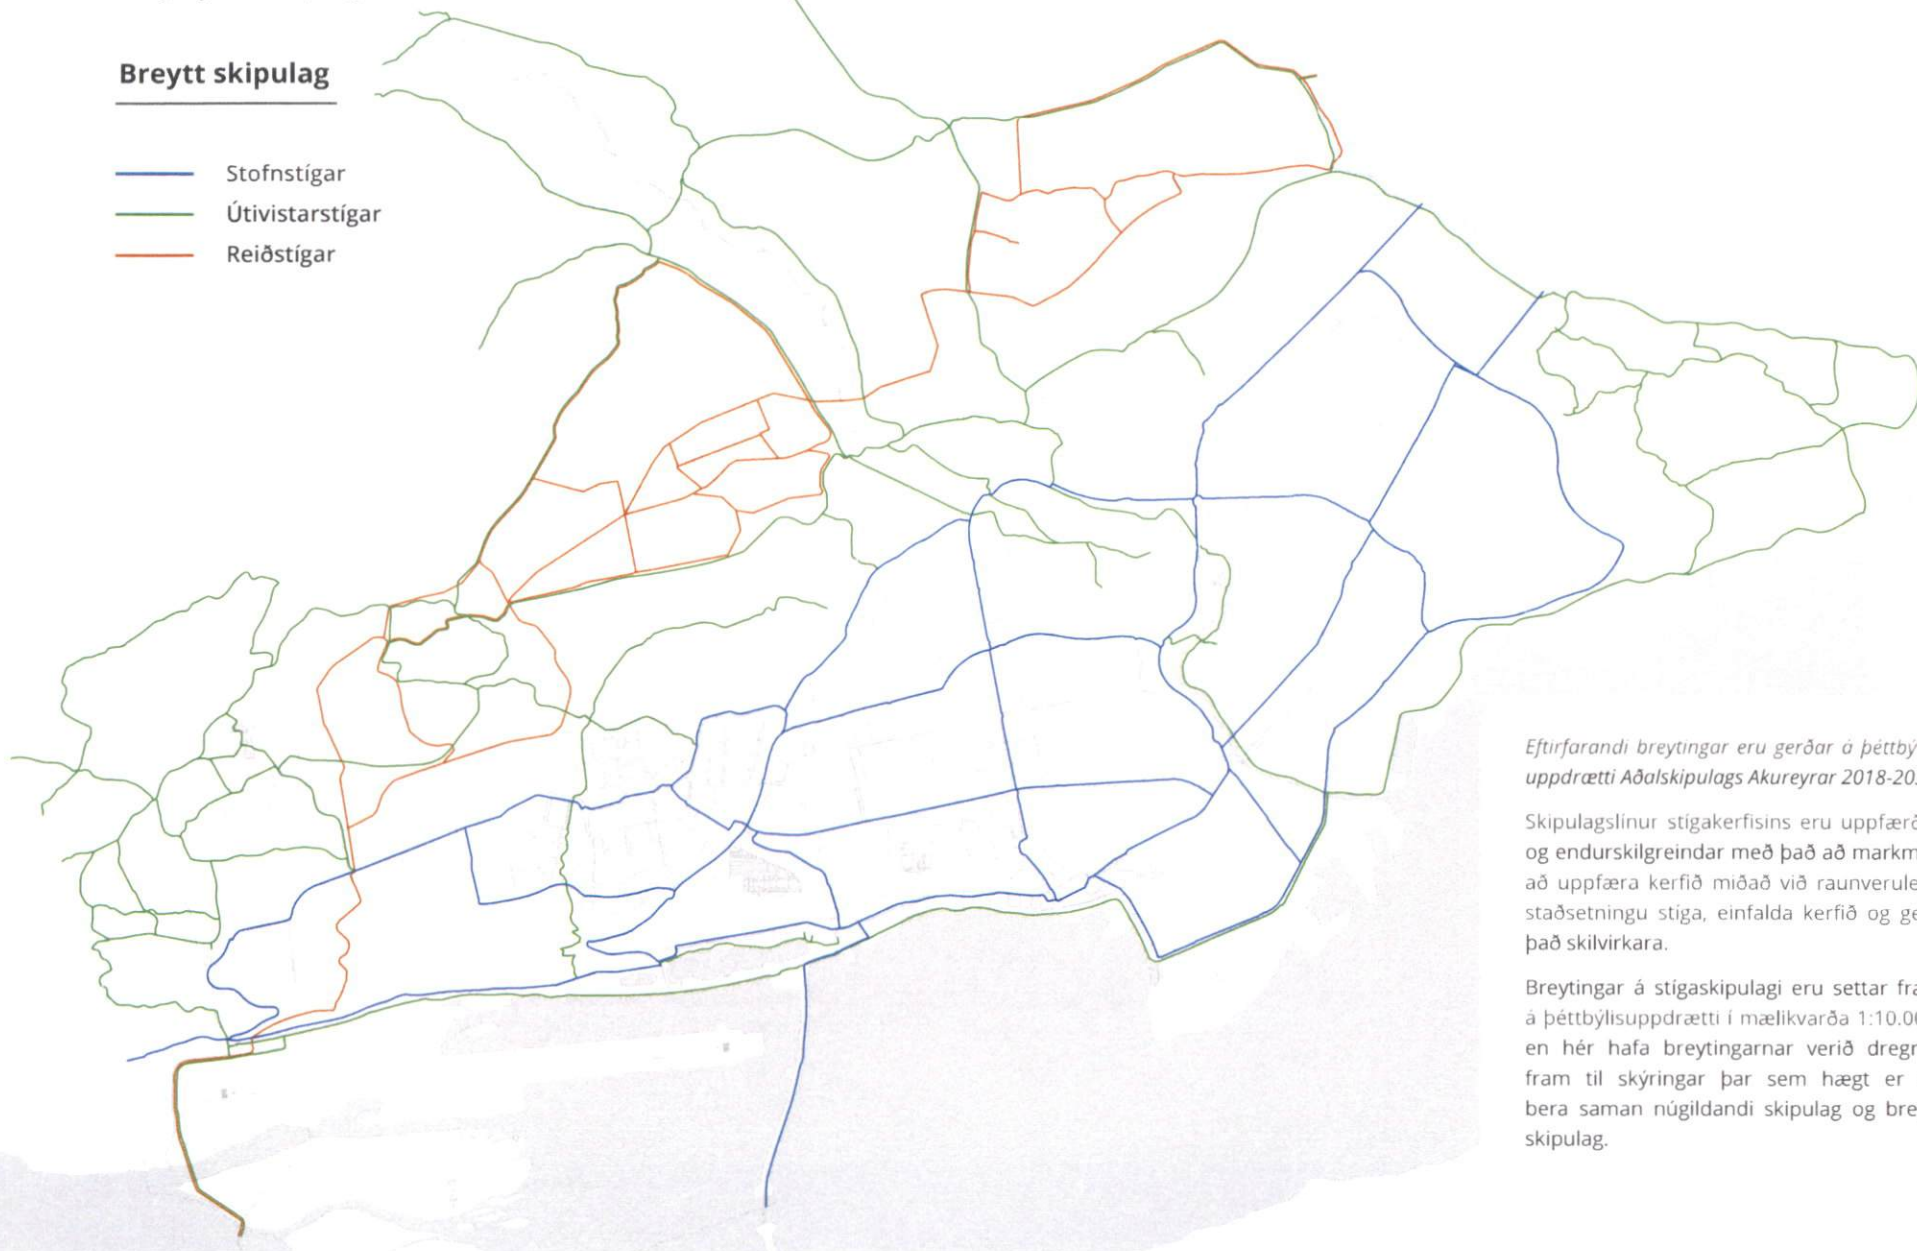 Breytt skipulag
Stofnstígar
Útivistarstígar
Reiðstígar
Eftirfarandi breytingar eru gerðar á þéttbý
uppdrætti Aðalskipulags Akureyrar 2018-20
Skipulagslínur stígakerfisins eru uppfærð
og endurskilgreindar með það að markm
að uppfæra kerfið miðað við raunverule
staðsetningu stíga, einfalda kerfið og ge
það skilvirkara.
Breytingar á stígaskipulagi eru settar fra
á þéttbýlisuppdrætti í mælikvarða 1:10.00
en hér hafa breytingarnar verið dregn
fram til skýringar þar sem hægt er
bera saman núgildandi skipulag og bre
skipulag.